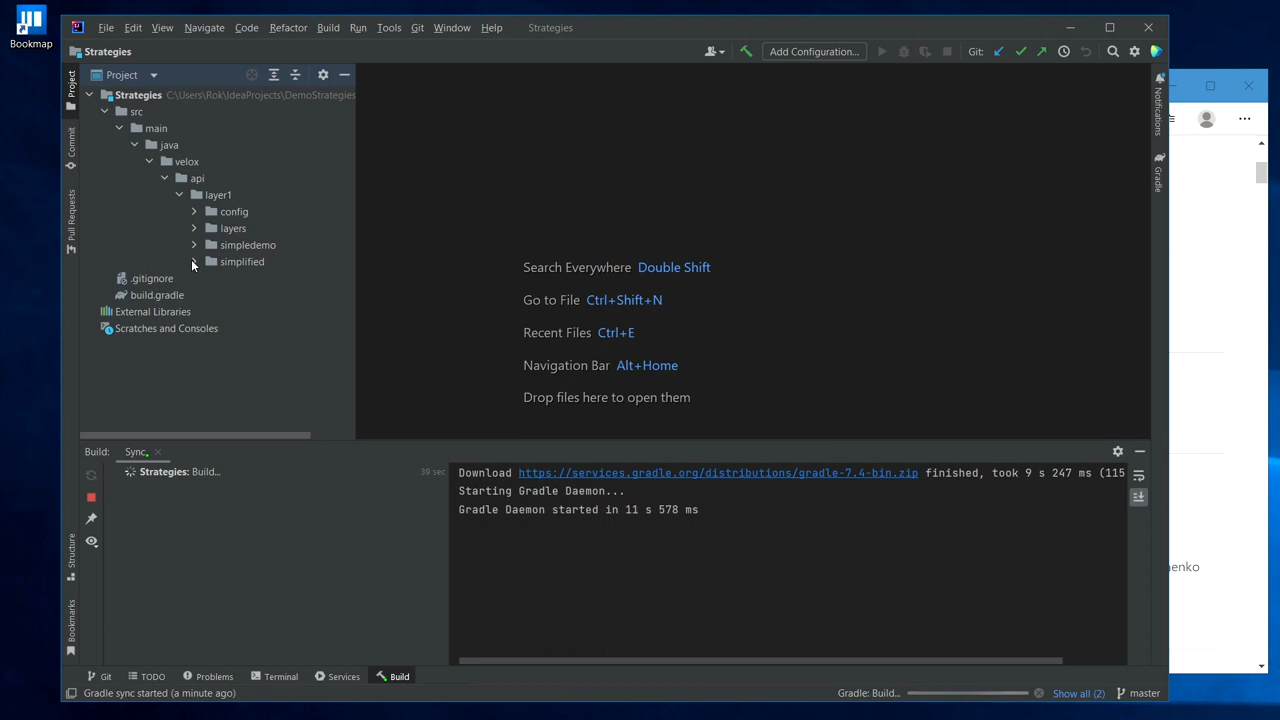 Bookmap
File Edit View Navigate Code Refactor Build Run Tools Git Window Help Strategies
Strategies
Add Configuration...
Git:
Project
Project
Commit
Pull Requests
Structure
Bookmarks
Strategies C:\Users\Rok\IdeaProjects\DemoStrategies
src
main
java
velox
api
layer1
config
layers
simpledemo
simplified
.gitignore
build.gradle
External Libraries
Scratches and Consoles
Search Everywhere Double Shift
Go to File Ctrl+Shift+N
Recent Files Ctrl+E
Navigation Bar Alt+Home
Drop files here to open them
Notifications
Gradle
Build: Sync
Strategies: Build... 39 sec
Download https://services.gradle.org/distributions/gradle-7.4-bin.zip finished, took 9 s 247 ms (115
Starting Gradle Daemon...
Gradle Daemon started in 11 s 578 ms
Git TODO Problems Terminal Services Build
Gradle sync started (a minute ago) Gradle: Build... Show all (2) master
enko